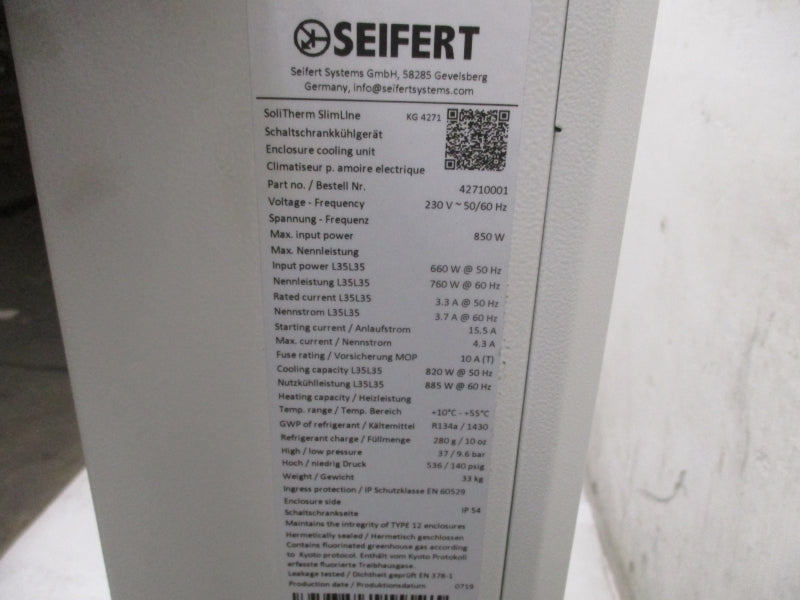 SEIFERT
Seifert Systems GmbH, 58285 Gevelsberg
Germany, info@seifertsystems.com
SoliTherm SlimLIne KG 4271
Schaltschrankkühlgerät
Enclosure cooling unit
Climatiseur p. amoire electrique
Part no. / Bestell Nr. 42710001
Voltage - Frequency 230 V ~ 50/60 Hz
Spannung - Frequenz
Max. input power 850 W
Max. Nennleistung
Input power L35L35 660 W @ 50 Hz
Nennleistung L35L35 760 W @ 60 Hz
Rated current L35L35 3.3 A @ 50 Hz
Nennstrom L35L35 3.7 A @ 60 Hz
Starting current / Anlaufstrom 15,5 A
Max. current / Nennstrom 4.3 A
Fuse rating / Vorsicherung MOP 10 A (T)
Cooling capacity L35L35 820 W @ 50 Hz
Nutzkühlleistung L35L35 885 W @ 60 Hz
Heating capacity / Heizleistung
Temp. range / Temp. Bereich +10°C - +55°C
GWP of refrigerant / Kältemittel R134a / 1430
Refrigerant charge / Füllmenge 280 g / 10 oz
High / low pressure 37 / 9.6 bar
Hoch / niedrig Druck 536 / 140 psig
Weight / Gewicht 33 kg
Ingress protection / IP Schutzklasse EN 60529
Enclosure side
Schaltschrankseite IP 54
Maintains the intregrity of TYPE 12 enclosures
Hermetically sealed / Hermetisch geschlossen
Contains fluorinated greenhouse gas according
to Kyoto protocol. Enthält vom Kyoto Protokoll
erfasste fluorierte Treibhausgase.
Leakage tested / Dichtheit geprüft EN 378-1
Production date / Produktionsdatum 0719